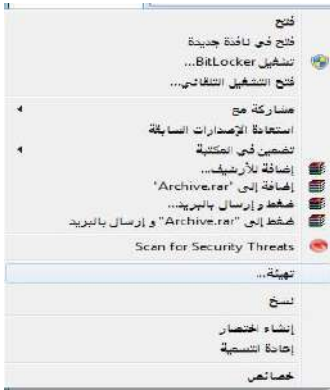 فتح
فتح في نافذة جديدة
تشغيل BitLocker...
فتح التشغيل التلقائي...
مشاركة مع
استعادة الإصدارات السابقة
تضمين في المكتبة
إضافة للأرشيف...
إضافة إلى "Archive.rar"
ضغط و إرسال بالبريد...
ضغط إلى "Archive.rar" و إرسال بالبريد
Scan for Security Threats
تهيئة...
نسخ
إنشاء اختصار
إعادة التسمية
خصائص